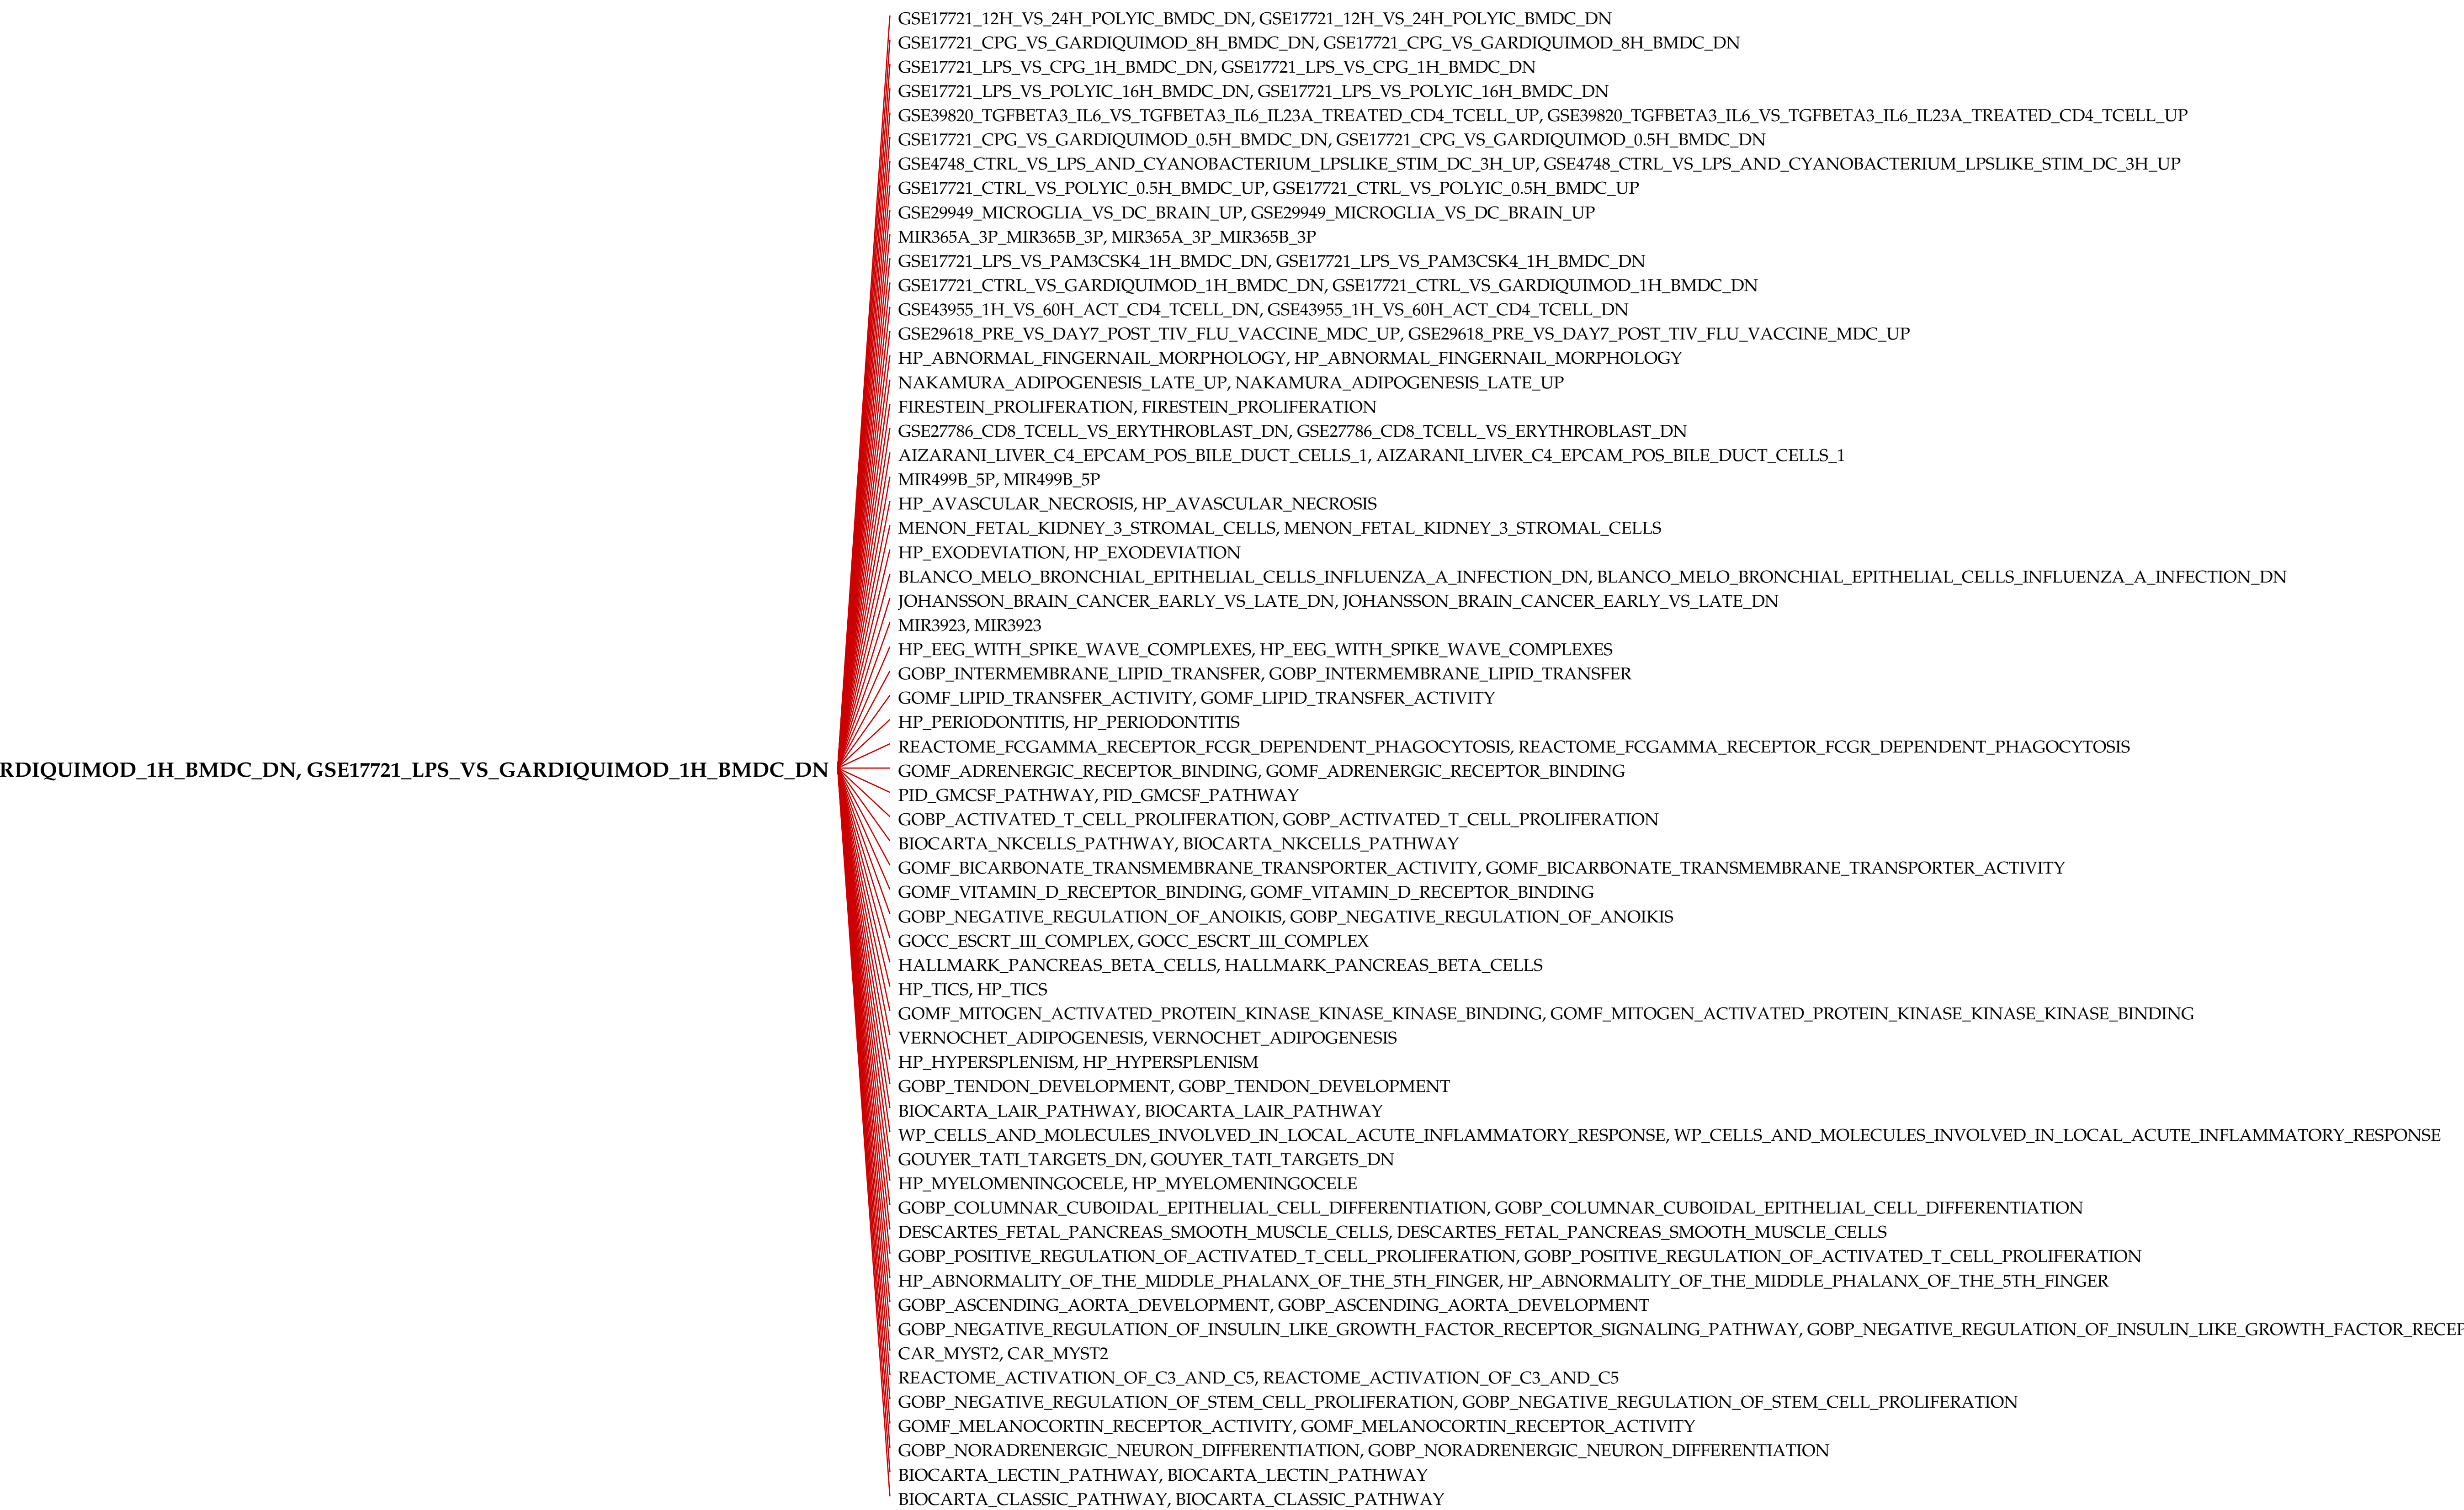 GSE17721_12H_VS_24H_POLYIC_BMDC_DN, GSE17721_12H_VS_24H_POLYIC_BMDC_DN
GSE17721_CPG_VS_GARDIQUIMOD_8H_BMDC_DN, GSE17721_CPG_VS_GARDIQUIMOD_8H_BMDC_DN
GSE17721_LPS_VS_CPG_1H_BMDC_DN, GSE17721_LPS_VS_CPG_1H_BMDC_DN
GSE17721_LPS_VS_POLYIC_16H_BMDC_DN, GSE17721_LPS_VS_POLYIC_16H_BMDC_DN
GSE39820_TGFBETA3_IL6_VS_TGFBETA3_IL6_IL23A_TREATED_CD4_TCELL_UP, GSE39820_TGFBETA3_IL6_VS_TGFBETA3_IL6_IL23A_TREATED_CD4_TCELL_UP
GSE17721_CPG_VS_GARDIQUIMOD_0.5H_BMDC_DN, GSE17721_CPG_VS_GARDIQUIMOD_0.5H_BMDC_DN
GSE4748_CTRL_VS_LPS_AND_CYANOBACTERIUM_LPSLIKE_STIM_DC_3H_UP, GSE4748_CTRL_VS_LPS_AND_CYANOBACTERIUM_LPSLIKE_STIM_DC_3H_UP
GSE17721_CTRL_VS_POLYIC_0.5H_BMDC_UP, GSE17721_CTRL_VS_POLYIC_0.5H_BMDC_UP
GSE29949_MICROGLIA_VS_DC_BRAIN_UP, GSE29949_MICROGLIA_VS_DC_BRAIN_UP
MIR365A_3P_MIR365B_3P, MIR365A_3P_MIR365B_3P
GSE17721_LPS_VS_PAM3CSK4_1H_BMDC_DN, GSE17721_LPS_VS_PAM3CSK4_1H_BMDC_DN
GSE17721_CTRL_VS_GARDIQUIMOD_1H_BMDC_DN, GSE17721_CTRL_VS_GARDIQUIMOD_1H_BMDC_DN
GSE43955_1H_VS_60H_ACT_CD4_TCELL_DN, GSE43955_1H_VS_60H_ACT_CD4_TCELL_DN
GSE29618_PRE_VS_DAY7_POST_TIV_FLU_VACCINE_MDC_UP, GSE29618_PRE_VS_DAY7_POST_TIV_FLU_VACCINE_MDC_UP
HP_ABNORMAL_FINGERNAIL_MORPHOLOGY, HP_ABNORMAL_FINGERNAIL_MORPHOLOGY
NAKAMURA_ADIPOGENESIS_LATE_UP, NAKAMURA_ADIPOGENESIS_LATE_UP
FIRESTEIN_PROLIFERATION, FIRESTEIN_PROLIFERATION
GSE27786_CD8_TCELL_VS_ERYTHROBLAST_DN, GSE27786_CD8_TCELL_VS_ERYTHROBLAST_DN
AIZARANI_LIVER_C4_EPCAM_POS_BILE_DUCT_CELLS_1, AIZARANI_LIVER_C4_EPCAM_POS_BILE_DUCT_CELLS_1
MIR499B_5P, MIR499B_5P
HP_AVASCULAR_NECROSIS, HP_AVASCULAR_NECROSIS
MENON_FETAL_KIDNEY_3_STROMAL_CELLS, MENON_FETAL_KIDNEY_3_STROMAL_CELLS
HP_EXODEVIATION, HP_EXODEVIATION
BLANCO_MELO_BRONCHIAL_EPITHELIAL_CELLS_INFLUENZA_A_INFECTION_DN, BLANCO_MELO_BRONCHIAL_EPITHELIAL_CELLS_INFLUENZA_A_INFECTION_DN
JOHANSSON_BRAIN_CANCER_EARLY_VS_LATE_DN, JOHANSSON_BRAIN_CANCER_EARLY_VS_LATE_DN
MIR3923, MIR3923
HP_EEG_WITH_SPIKE_WAVE_COMPLEXES, HP_EEG_WITH_SPIKE_WAVE_COMPLEXES
GOBP_INTERMEMBRANE_LIPID_TRANSFER, GOBP_INTERMEMBRANE_LIPID_TRANSFER
GOMF_LIPID_TRANSFER_ACTIVITY, GOMF_LIPID_TRANSFER_ACTIVITY
HP_PERIODONTITIS, HP_PERIODONTITIS
REACTOME_FCGAMMA_RECEPTOR_FCGR_DEPENDENT_PHAGOCYTOSIS, REACTOME_FCGAMMA_RECEPTOR_FCGR_DEPENDENT_PHAGOCYTOSIS
RDIQUIMOD_1H_BMDC_DN, GSE17721_LPS_VS_GARDIQUIMOD_1H_BMDC_DN
GOMF_ADRENERGIC_RECEPTOR_BINDING, GOMF_ADRENERGIC_RECEPTOR_BINDING
PID_GMCSF_PATHWAY, PID_GMCSF_PATHWAY
GOBP_ACTIVATED_T_CELL_PROLIFERATION, GOBP_ACTIVATED_T_CELL_PROLIFERATION
BIOCARTA_NKCELLS_PATHWAY, BIOCARTA_NKCELLS_PATHWAY
GOMF_BICARBONATE_TRANSMEMBRANE_TRANSPORTER_ACTIVITY, GOMF_BICARBONATE_TRANSMEMBRANE_TRANSPORTER_ACTIVITY
GOMF_VITAMIN_D_RECEPTOR_BINDING, GOMF_VITAMIN_D_RECEPTOR_BINDING
GOBP_NEGATIVE_REGULATION_OF_ANOIKIS, GOBP_NEGATIVE_REGULATION_OF_ANOIKIS
GOCC_ESCRT_III_COMPLEX, GOCC_ESCRT_III_COMPLEX
HALLMARK_PANCREAS_BETA_CELLS, HALLMARK_PANCREAS_BETA_CELLS
HP_TICS, HP_TICS
GOMF_MITOGEN_ACTIVATED_PROTEIN_KINASE_KINASE_KINASE_BINDING, GOMF_MITOGEN_ACTIVATED_PROTEIN_KINASE_KINASE_KINASE_BINDING
VERNOCHET_ADIPOGENESIS, VERNOCHET_ADIPOGENESIS
HP_HYPERSPLENISM, HP_HYPERSPLENISM
GOBP_TENDON_DEVELOPMENT, GOBP_TENDON_DEVELOPMENT
BIOCARTA_LAIR_PATHWAY, BIOCARTA_LAIR_PATHWAY
WP_CELLS_AND_MOLECULES_INVOLVED_IN_LOCAL_ACUTE_INFLAMMATORY_RESPONSE, WP_CELLS_AND_MOLECULES_INVOLVED_IN_LOCAL_ACUTE_INFLAMMATORY_RESPONSE
GOUYER_TATI_TARGETS_DN, GOUYER_TATI_TARGETS_DN
HP_MYELOMENINGOCELE, HP_MYELOMENINGOCELE
GOBP_COLUMNAR_CUBOIDAL_EPITHELIAL_CELL_DIFFERENTIATION, GOBP_COLUMNAR_CUBOIDAL_EPITHELIAL_CELL_DIFFERENTIATION
DESCARTES_FETAL_PANCREAS_SMOOTH_MUSCLE_CELLS, DESCARTES_FETAL_PANCREAS_SMOOTH_MUSCLE_CELLS
GOBP_POSITIVE_REGULATION_OF_ACTIVATED_T_CELL_PROLIFERATION, GOBP_POSITIVE_REGULATION_OF_ACTIVATED_T_CELL_PROLIFERATION
HP_ABNORMALITY_OF_THE_MIDDLE_PHALANX_OF_THE_5TH_FINGER, HP_ABNORMALITY_OF_THE_MIDDLE_PHALANX_OF_THE_5TH_FINGER
GOBP_ASCENDING_AORTA_DEVELOPMENT, GOBP_ASCENDING_AORTA_DEVELOPMENT
GOBP_NEGATIVE_REGULATION_OF_INSULIN_LIKE_GROWTH_FACTOR_RECEPTOR_SIGNALING_PATHWAY, GOBP_NEGATIVE_REGULATION_OF_INSULIN_LIKE_GROWTH_FACTOR_RECEP
CAR_MYST2, CAR_MYST2
REACTOME_ACTIVATION_OF_C3_AND_C5, REACTOME_ACTIVATION_OF_C3_AND_C5
GOBP_NEGATIVE_REGULATION_OF_STEM_CELL_PROLIFERATION, GOBP_NEGATIVE_REGULATION_OF_STEM_CELL_PROLIFERATION
GOMF_MELANOCORTIN_RECEPTOR_ACTIVITY, GOMF_MELANOCORTIN_RECEPTOR_ACTIVITY
GOBP_NORADRENERGIC_NEURON_DIFFERENTIATION, GOBP_NORADRENERGIC_NEURON_DIFFERENTIATION
BIOCARTA_LECTIN_PATHWAY, BIOCARTA_LECTIN_PATHWAY
BIOCARTA_CLASSIC_PATHWAY, BIOCARTA_CLASSIC_PATHWAY